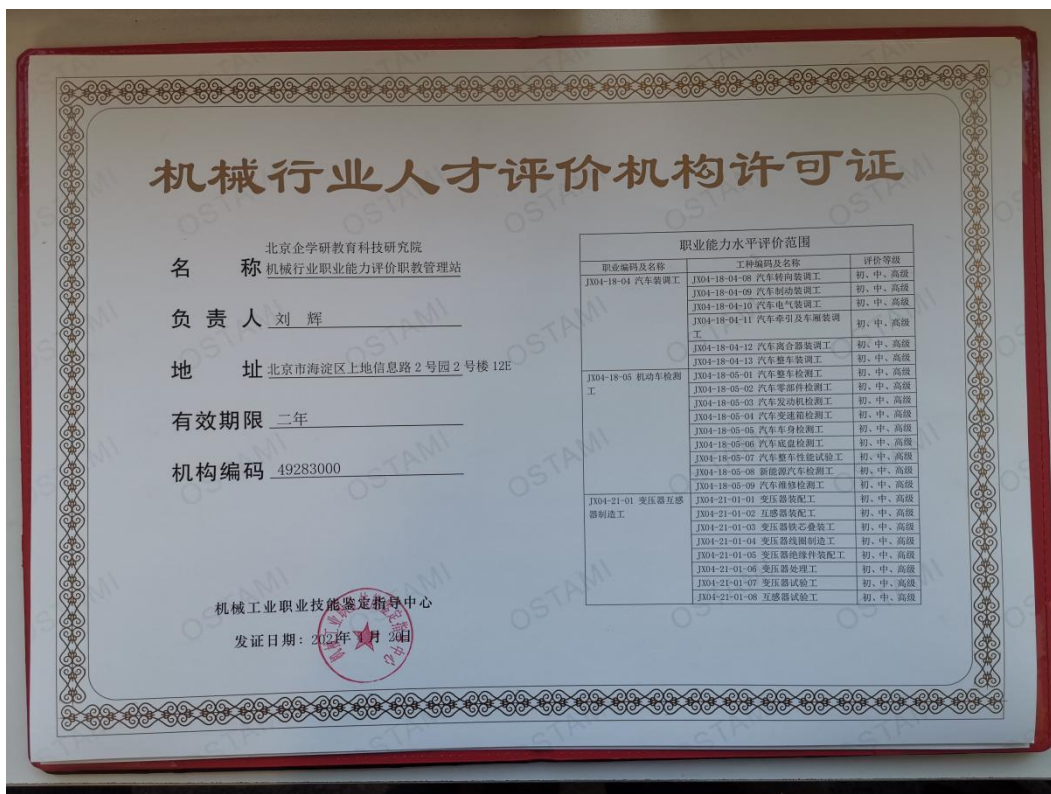 机械行业人才评价机构许可证
北京企学研教育科技研究院
名 称 机械行业职业能力评价职教管理站
负 责 人 刘 辉
地 址 北京市海淀区上地信息路 2 号园 2 号楼 12E
有效期限 二年
机构编码 49283000
机械工业职业技能鉴定指导中心
发证日期：2021年 1月 20日
职业能力水平评价范围
职业编码及名称 工种编码及名称 评价等级
JX04-18-04 汽车装调工 JX04-18-04-08 汽车转向装调工 初、中、高级
JX04-18-04-09 汽车制动装调工 初、中、高级
JX04-18-04-10 汽车电气装调工 初、中、高级
JX04-18-04-11 汽车牵引及车厢装调
工 初、中、高级
JX04-18-04-12 汽车离合器装调工 初、中、高级
JX04-18-04-13 汽车整车装调工 初、中、高级
JX04-18-05 机动车检测 JX04-18-05-01 汽车整车检测工 初、中、高级
工 JX04-18-05-02 汽车零部件检测工 初、中、高级
JX04-18-05-03 汽车发动机检测工 初、中、高级
JX04-18-05-04 汽车变速箱检测工 初、中、高级
JX04-18-05-05 汽车车身检测工 初、中、高级
JX04-18-05-06 汽车底盘检测工 初、中、高级
JX04-18-05-07 汽车整车性能试验工 初、中、高级
JX04-18-05-08 新能源汽车检测工 初、中、高级
JX04-18-05-09 汽车维修检测工 初、中、高级
JX04-21-01 变压器互感 JX04-21-01-01 变压器装配工 初、中、高级
器制造工 JX04-21-01-02 互感器装配工 初、中、高级
JX04-21-01-03 变压器铁芯叠装工 初、中、高级
JX04-21-01-04 变压器线圈制造工 初、中、高级
JX04-21-01-05 变压器绝缘件装配工 初、中、高级
JX04-21-01-06 变压器处理工 初、中、高级
JX04-21-01-07 变压器试验工 初、中、高级
JX04-21-01-08 互感器试验工 初、中、高级
OSTAMI